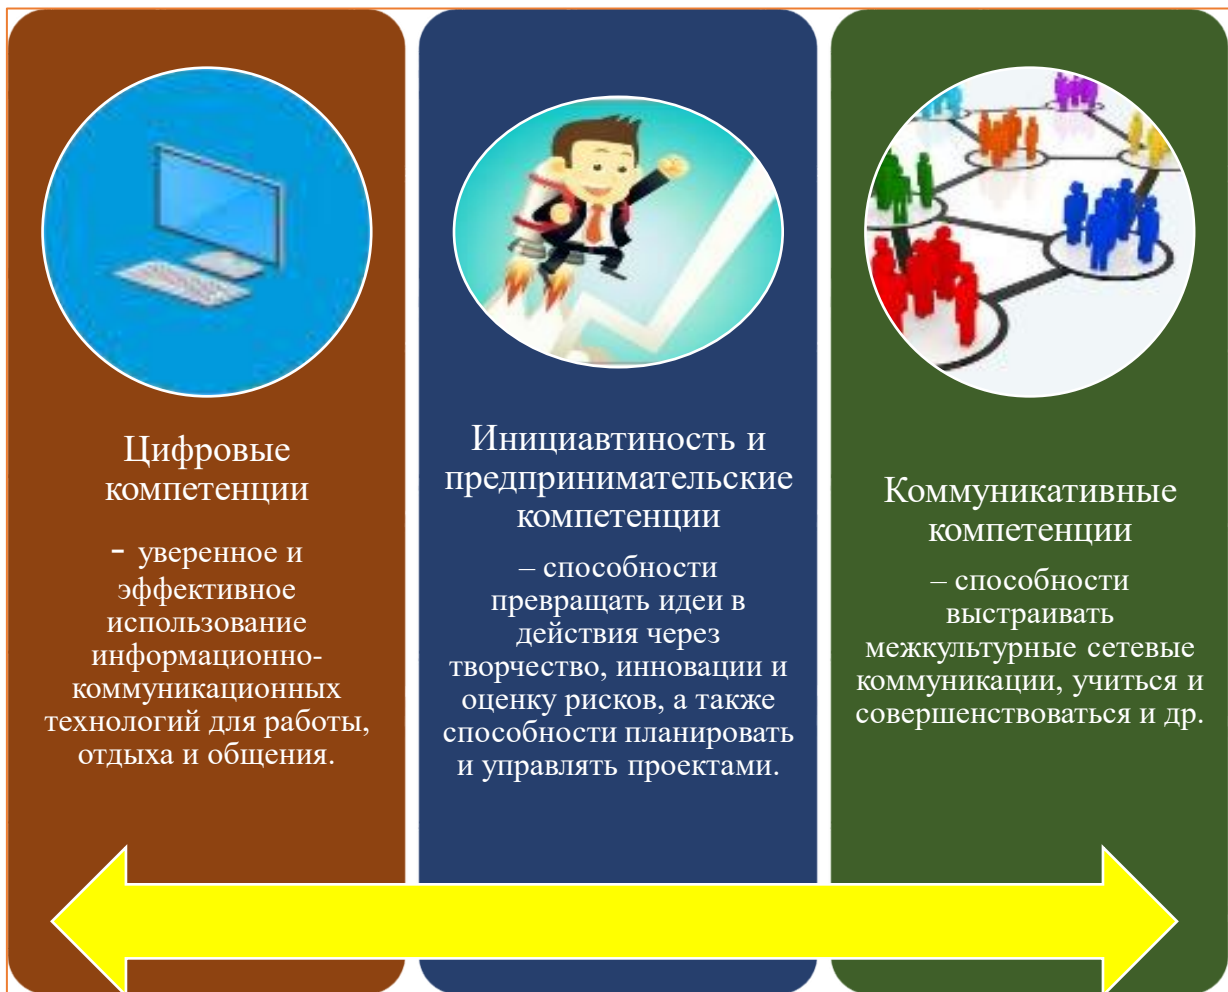 Цифровые
компетенции
- уверенное и
эффективное
использование
информационно-
коммуникационных
технологий для работы,
отдыха и общения.
Инициавтиность и
предпринимательские
компетенции
– способности
превращать идеи в
действия через
творчество, инновации и
оценку рисков, а также
способности планировать
и управлять проектами.
Коммуникативные
компетенции
– способности
выстраивать
межкультурные сетевые
коммуникации, учиться и
совершенствоваться и др.